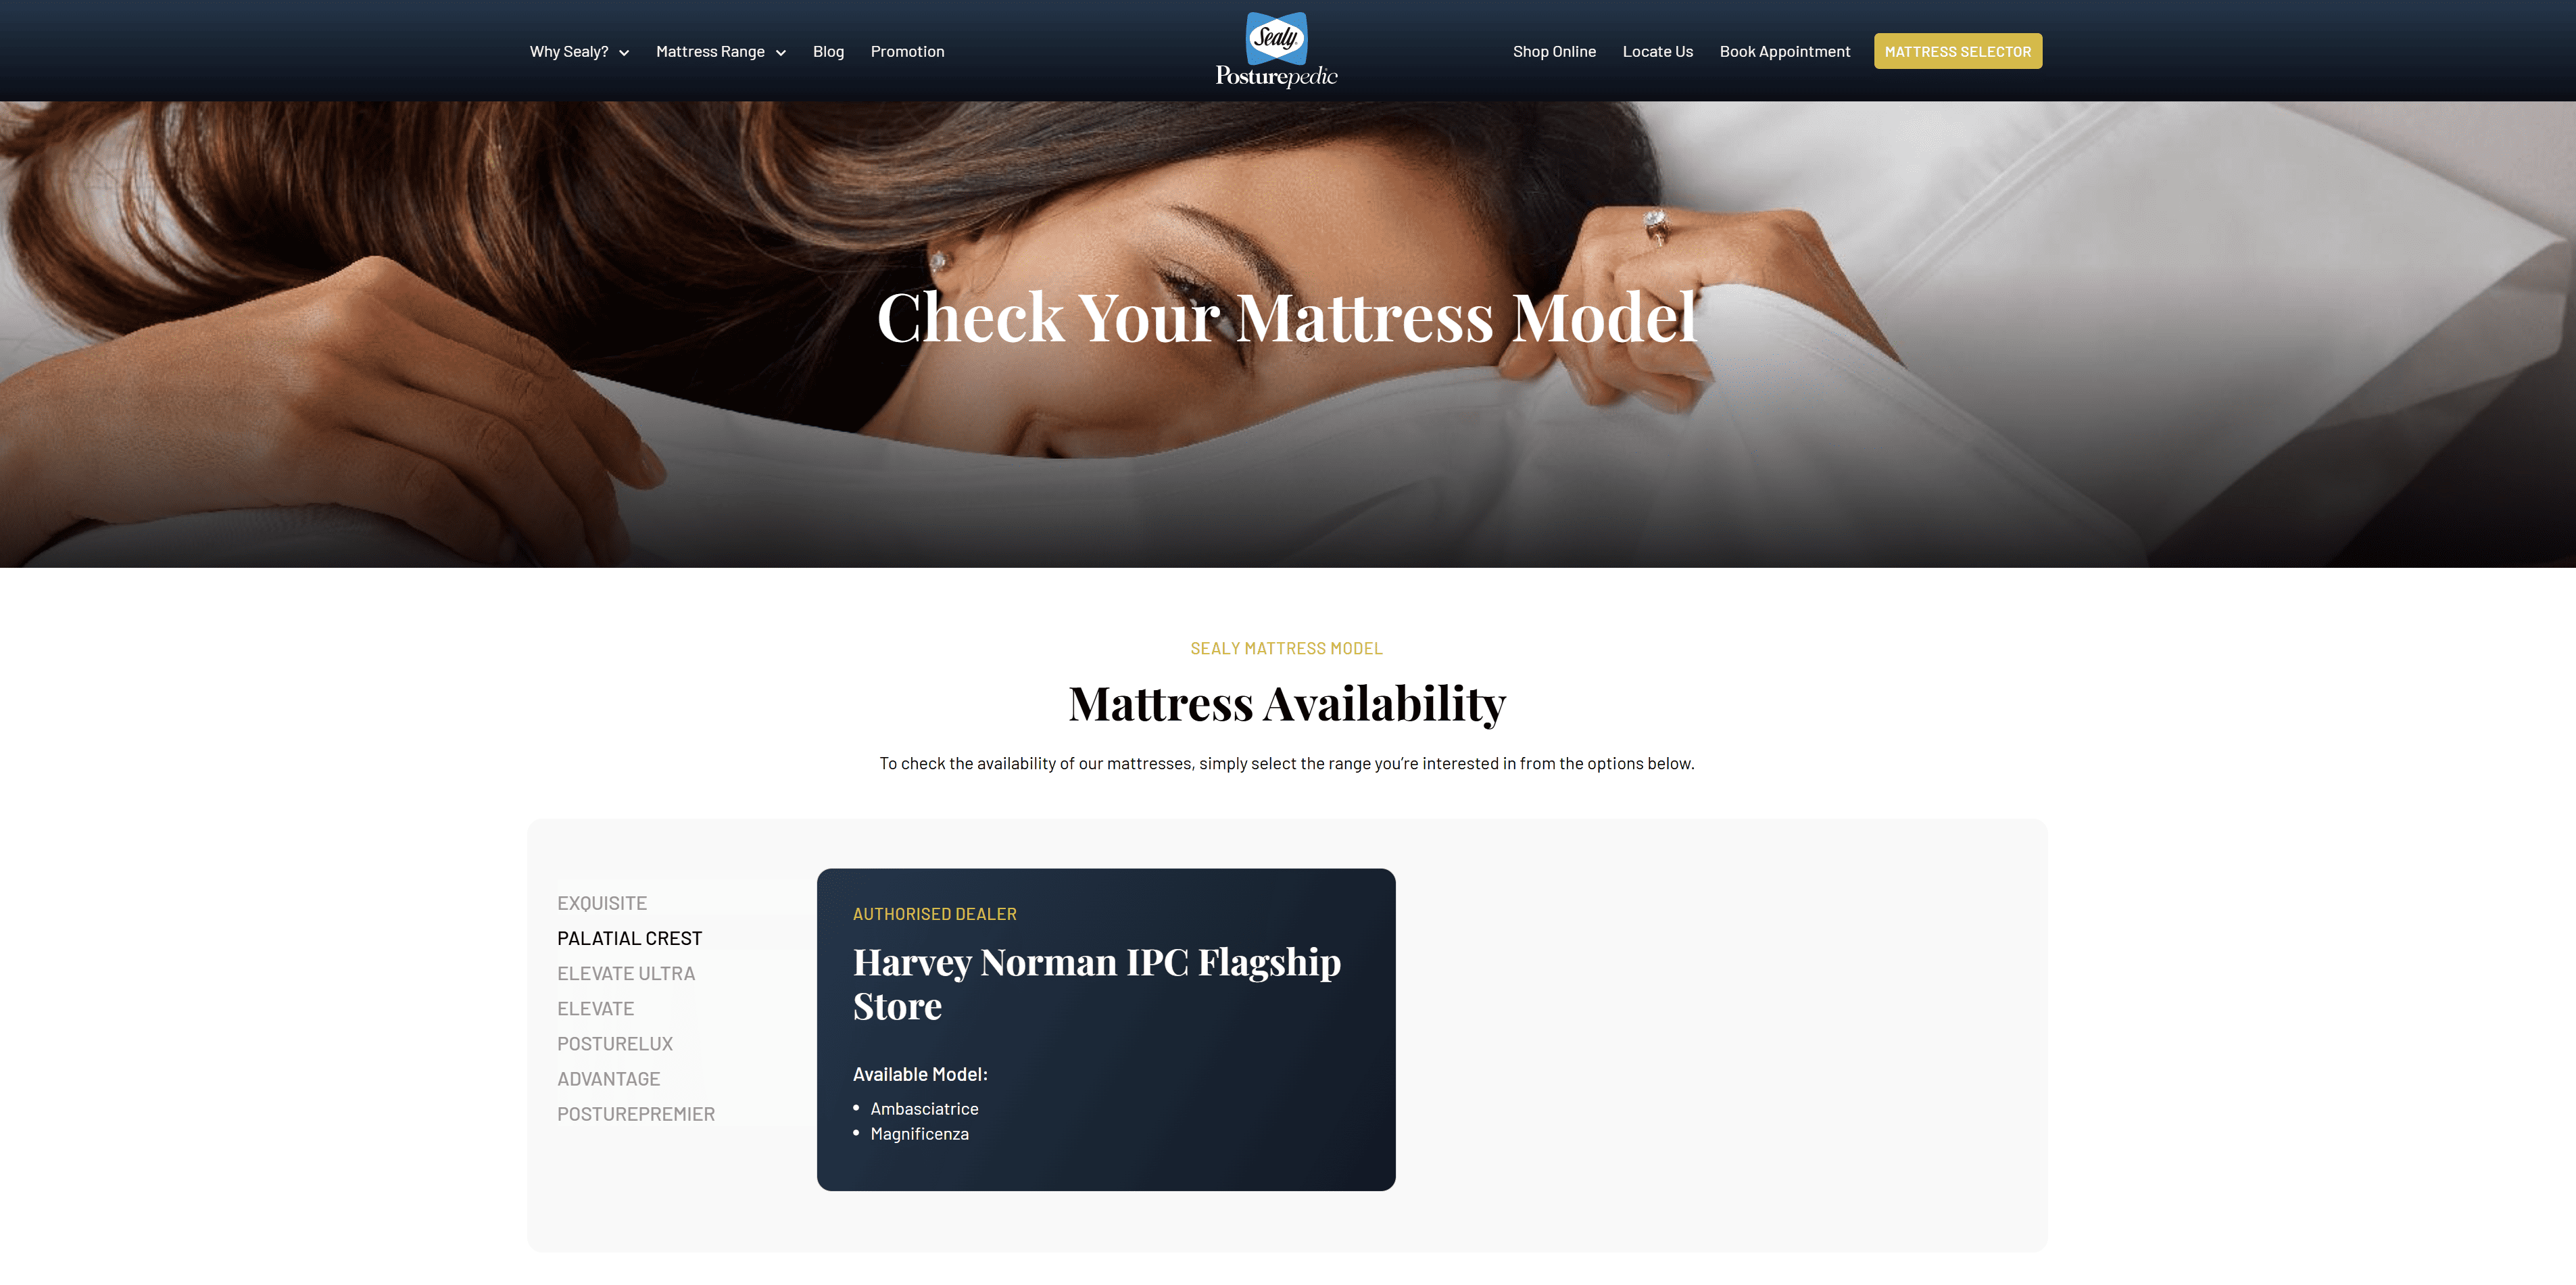 Why Sealy?
Mattress Range
Blog
Promotion
Sealy
Posturepedic
Shop Online
Locate Us
Book Appointment
MATTRESS SELECTOR
Check Your Mattress Model
SEALY MATTRESS MODEL
Mattress Availability
To check the availability of our mattresses, simply select the range you’re interested in from the options below.
EXQUISITE
PALATIAL CREST
ELEVATE ULTRA
ELEVATE
POSTURELUX
ADVANTAGE
POSTUREPREMIER
AUTHORISED DEALER
Harvey Norman IPC Flagship
Store
Available Model:
• Ambasciatrice
• Magnificenza